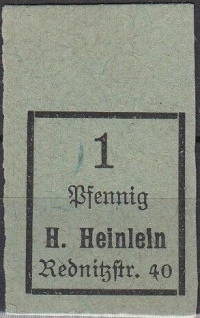 1
Pfennig
H. Heinlein
Rednitzstr. 40